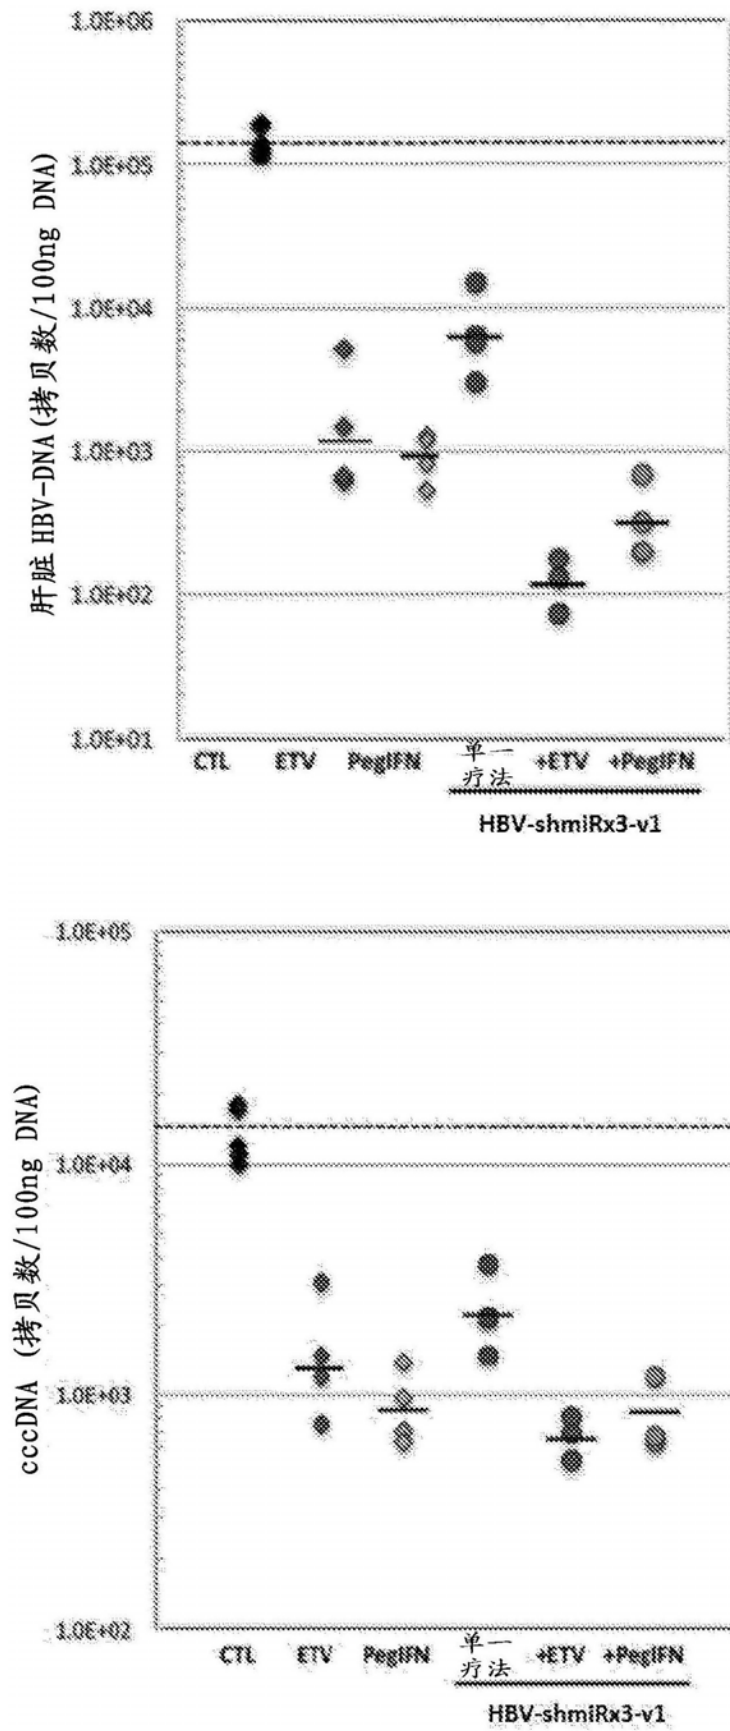 肝脏 HBV-DNA(拷贝数/100ng DNA)
1.0E+06
1.0E+05
1.0E+04
1.0E+03
1.0E+02
1.0E+01
CTL ETV PegIFN 单一 +ETV +PegIFN
疗法
HBV-shmiRx3-v1
cccDNA (拷贝数/100ng DNA)
1.0E+05
1.0E+04
1.0E+03
1.0E+02
CTL ETV PegIFN 单一 +ETV +PegIFN
疗法
HBV-shmiRx3-v1